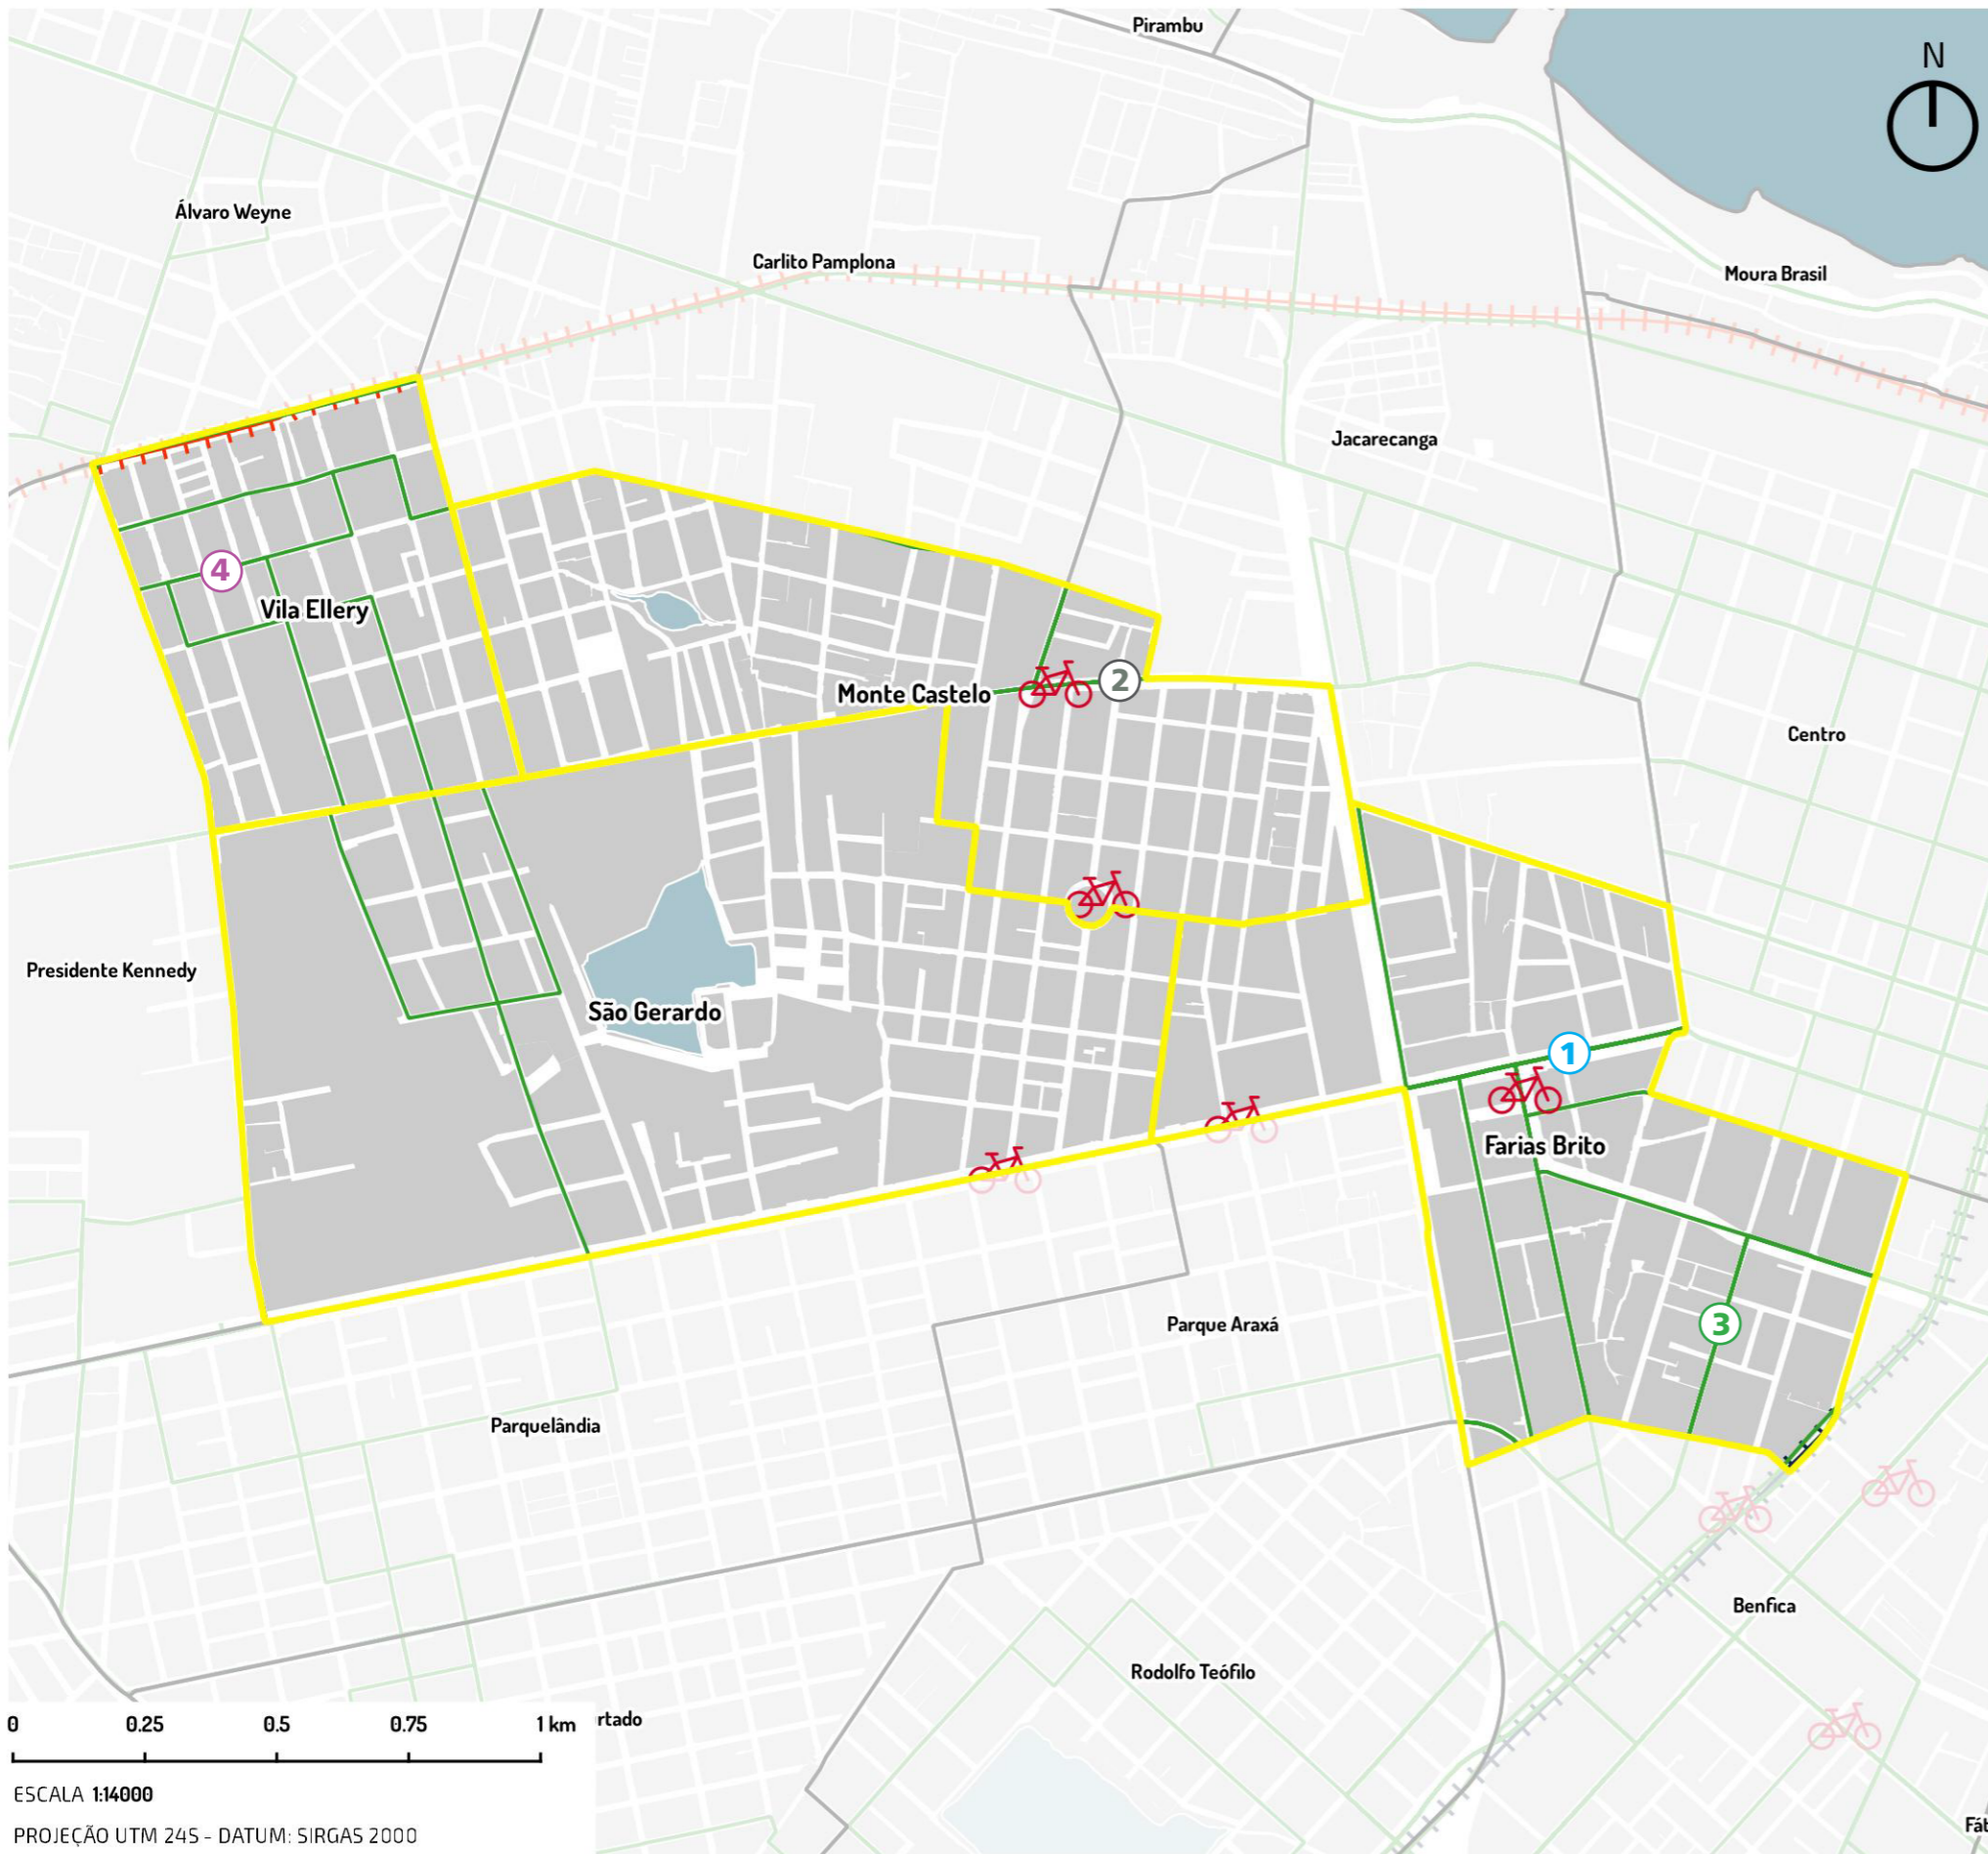 Pirambu
N
Álvaro Weyne
Carlito Pamplona
Moura Brasil
Jacarecanga
4
Vila Ellery
2
Monte Castelo
Centro
Presidente Kennedy
São Gerardo
1
Farias Brito
3
Parque Araxá
Parquelândia
Benfica
Rodolfo Teófilo
rtado
0 0.25 0.5 0.75 1 km
ESCALA 1:14000
Fát
PROJEÇÃO UTM 24S - DATUM: SIRGAS 2000